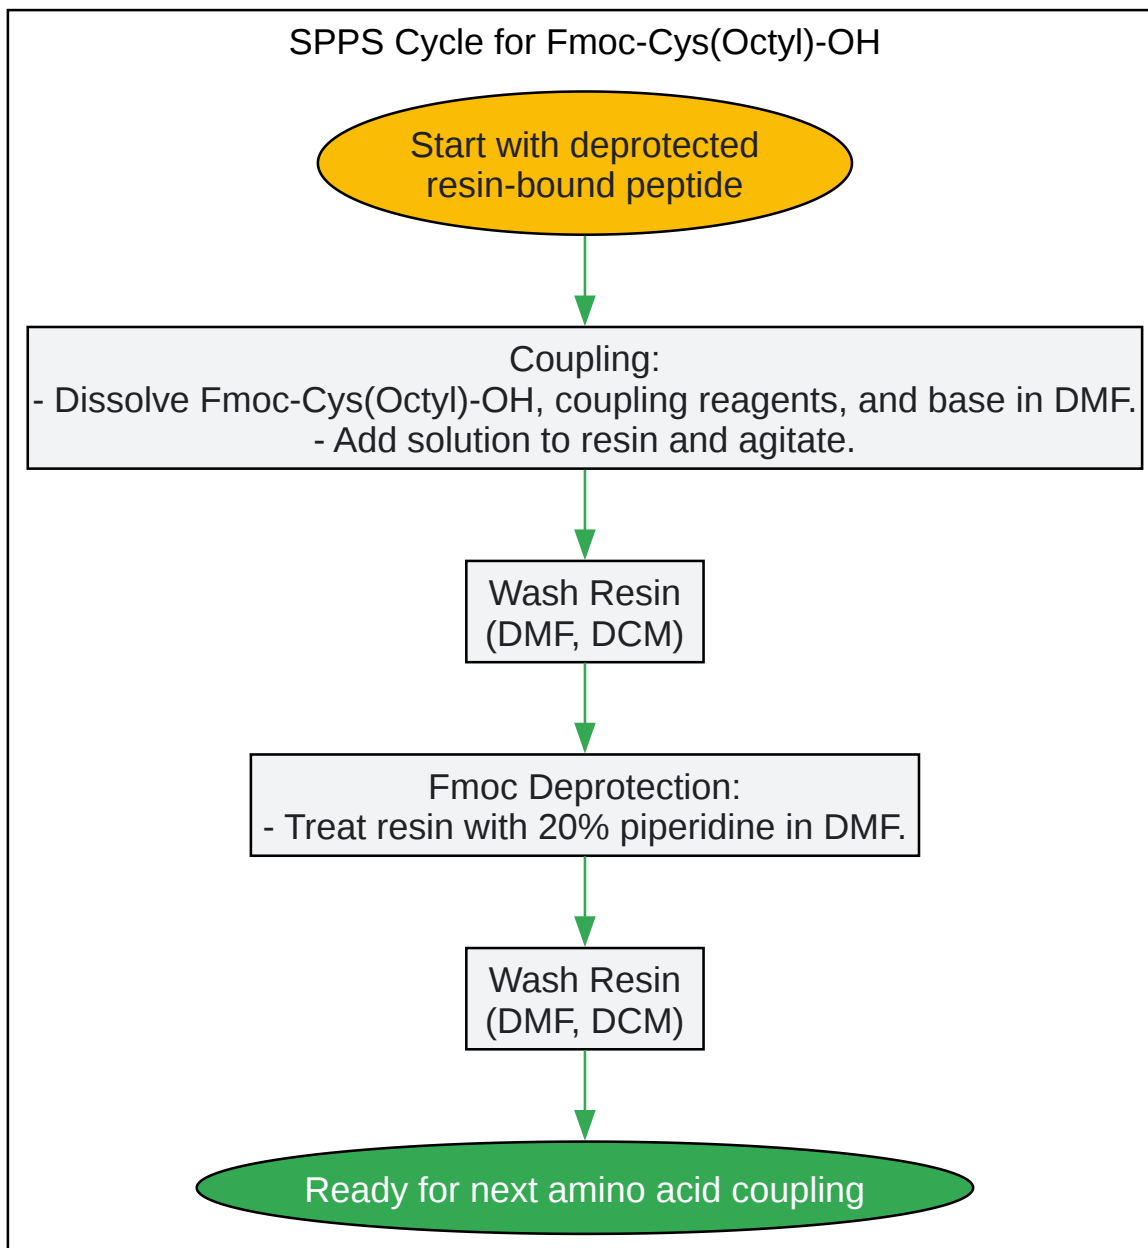 SPPS Cycle for Fmoc-Cys(Octyl)-OH
Start with deprotected
resin-bound peptide
Coupling:
- Dissolve Fmoc-Cys(Octyl)-OH, coupling reagents, and base in DMF.
- Add solution to resin and agitate.
Wash Resin
(DMF, DCM)
Fmoc Deprotection:
- Treat resin with 20% piperidine in DMF.
Wash Resin
(DMF, DCM)
Ready for next amino acid coupling